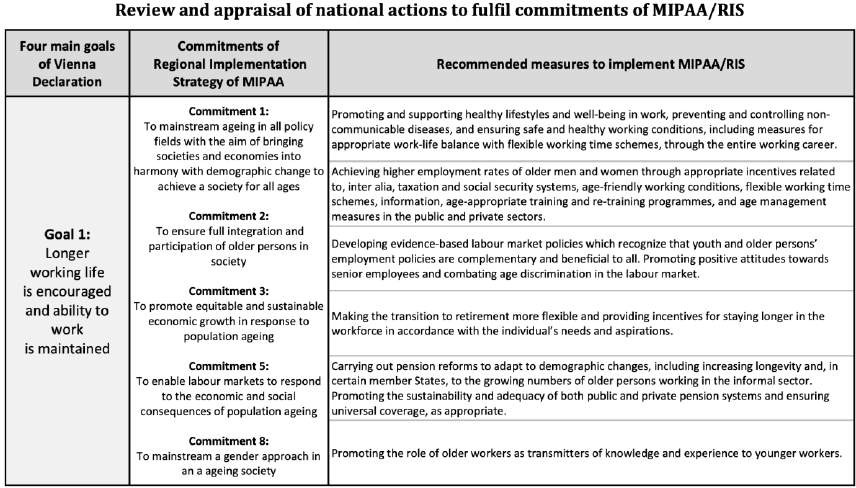 Review and appraisal of national actions to fulfil commitments of MIPAA/RIS
Four main goals
of Vienna
Declaration
Commitments of
Regional Implementation
Strategy of MIPAA
Recommended measures to implement MIPAA/RIS
Goal 1:
Longer
working life
is encouraged
and ability to
work
is maintained
Commitment 1:
To mainstream ageing in all policy
fields with the aim of bringing
societies and economies into
harmony with demographic change to
achieve a society for all ages
Commitment 2:
To ensure full integration and
participation of older persons in
society
Commitment 3:
To promote equitable and sustainable
economic growth in response to
population ageing
Commitment 5:
To enable labour markets to respond
to the economic and social
consequences of population ageing
Commitment 8:
To mainstream a gender approach in
an a ageing society
Promoting and supporting healthy lifestyles and well-being in work, preventing and controlling non-
communicable diseases, and ensuring safe and healthy working conditions, including measures for
appropriate work-life balance with flexible working time schemes, through the entire working career.
Achieving higher employment rates of older men and women through appropriate incentives related
to, inter alia, taxation and social security systems, age-friendly working conditions, flexible working time
schemes, information, age-appropriate training and re-training programmes, and age management
measures in the public and private sectors.
Developing evidence-based labour market policies which recognize that youth and older persons'
employment policies are complementary and beneficial to all. Promoting positive attitudes towards
senior employees and combating age discrimination in the labour market.
Making the transition to retirement more flexible and providing incentives for staying longer in the
workforce in accordance with the individual's needs and aspirations.
Carrying out pension reforms to adapt to demographic changes, including increasing longevity and, in
certain member States, to the growing numbers of older persons working in the informal sector.
Promoting the sustainability and adequacy of both public and private pension systems and ensuring
universal coverage, as appropriate.
Promoting the role of older workers as transmitters of knowledge and experience to younger workers.